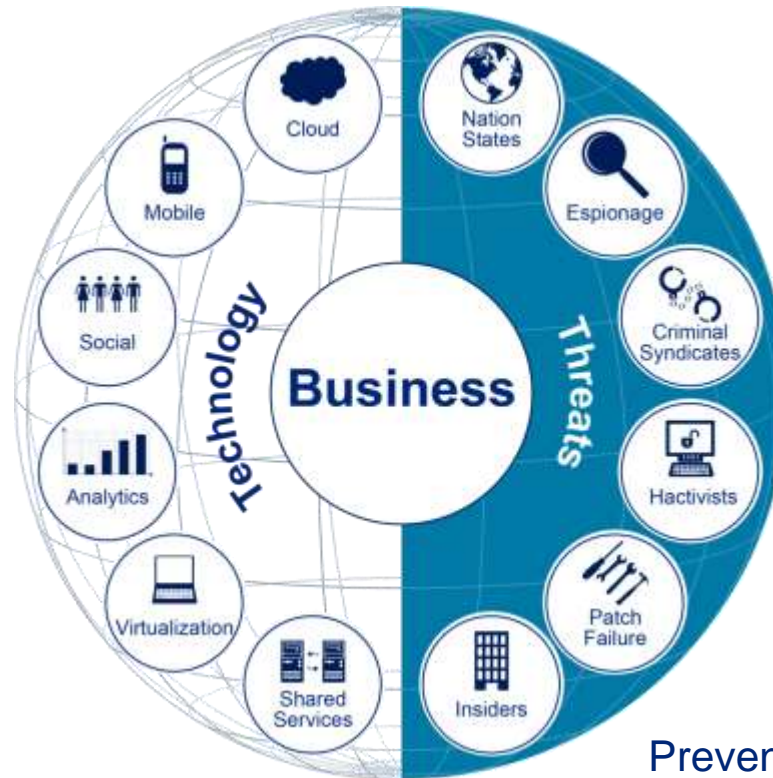 Cloud
Mobile
Social
Analytics
Virtualization
Shared
Services
Technology
Business
Threats
Nation
States
Espionage
Criminal
Syndicates
Hactivists
Patch
Failure
Insiders